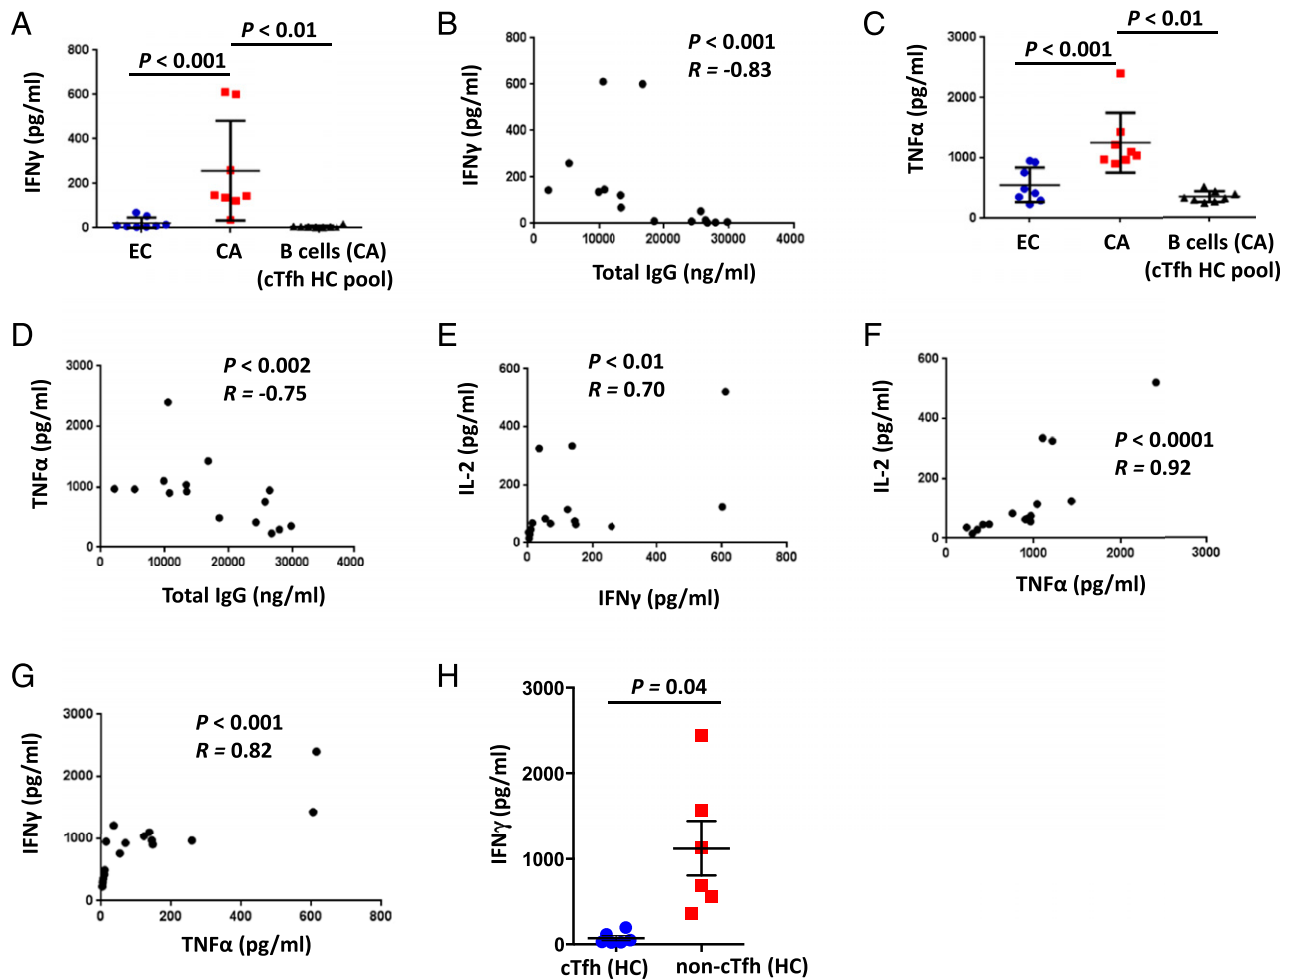 A
P < 0.01
P < 0.001
IFNγ (pg/ml)
800
600
400
200
0
EC
CA
B cells (CA)
(cTfh HC pool)
B
P < 0.001
R = -0.83
IFNγ (pg/ml)
800
600
400
200
0
0
10000
20000
30000
4000
Total IgG (ng/ml)
C
P < 0.01
P < 0.001
TNFα (pg/ml)
3000
2000
1000
0
EC
CA
B cells (CA)
(cTfh HC pool)
D
P < 0.002
R = -0.75
TNFα (pg/ml)
3000
2000
1000
0
0
10000
20000
30000
4000
Total IgG (ng/ml)
E
P < 0.01
R = 0.70
IL-2 (pg/ml)
600
400
200
0
0
200
400
600
800
IFNγ (pg/ml)
F
P < 0.0001
R = 0.92
IL-2 (pg/ml)
600
400
200
0
0
1000
2000
3000
TNFα (pg/ml)
G
P < 0.001
R = 0.82
IFNγ (pg/ml)
3000
2000
1000
0
0
200
400
600
800
TNFα (pg/ml)
H
P = 0.04
IFNγ (pg/ml)
3000
2000
1000
0
cTfh (HC)
non-cTfh (HC)